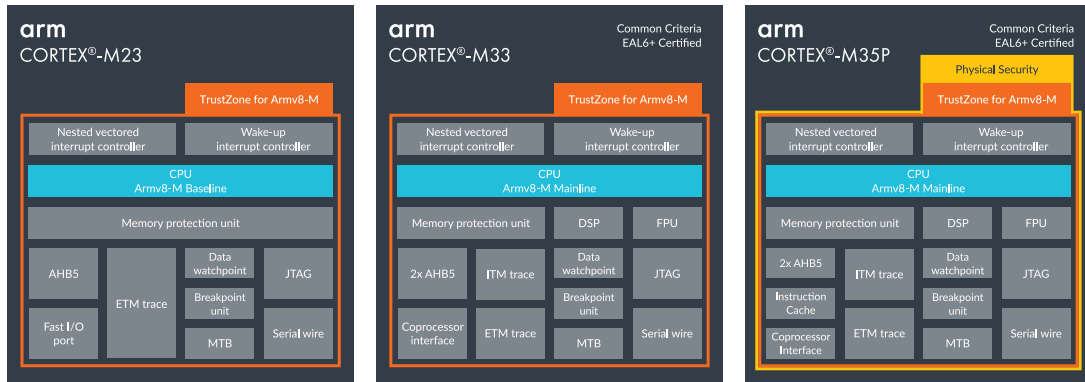 arm
CORTEX®-M23
TrustZone for Armv8-M
Nested vectored
interrupt controller
Wake-up
interrupt controller
CPU
Armv8-M Baseline
Memory protection unit
AHB5
ETM trace
Data
watchpoint
JTAG
Breakpoint
unit
Fast I/O
port
MTB
Serial wire
arm
CORTEX®-M33
Common Criteria
EAL6+ Certified
TrustZone for Armv8-M
Nested vectored
interrupt controller
Wake-up
interrupt controller
CPU
Armv8-M Mainline
Memory protection unit
DSP
FPU
2x AHB5
ITM trace
Data
watchpoint
JTAG
Breakpoint
unit
Coprocessor
interface
ETM trace
MTB
Serial wire
arm
CORTEX®-M35P
Common Criteria
EAL6+ Certified
Physical Security
TrustZone for Armv8-M
Nested vectored
interrupt controller
Wake-up
interrupt controller
CPU
Armv8-M Mainline
Memory protection unit
DSP
FPU
2x AHB5
ITM trace
Data
watchpoint
JTAG
Instruction
Cache
Breakpoint
unit
Coprocessor
Interface
ETM trace
MTB
Serial wire